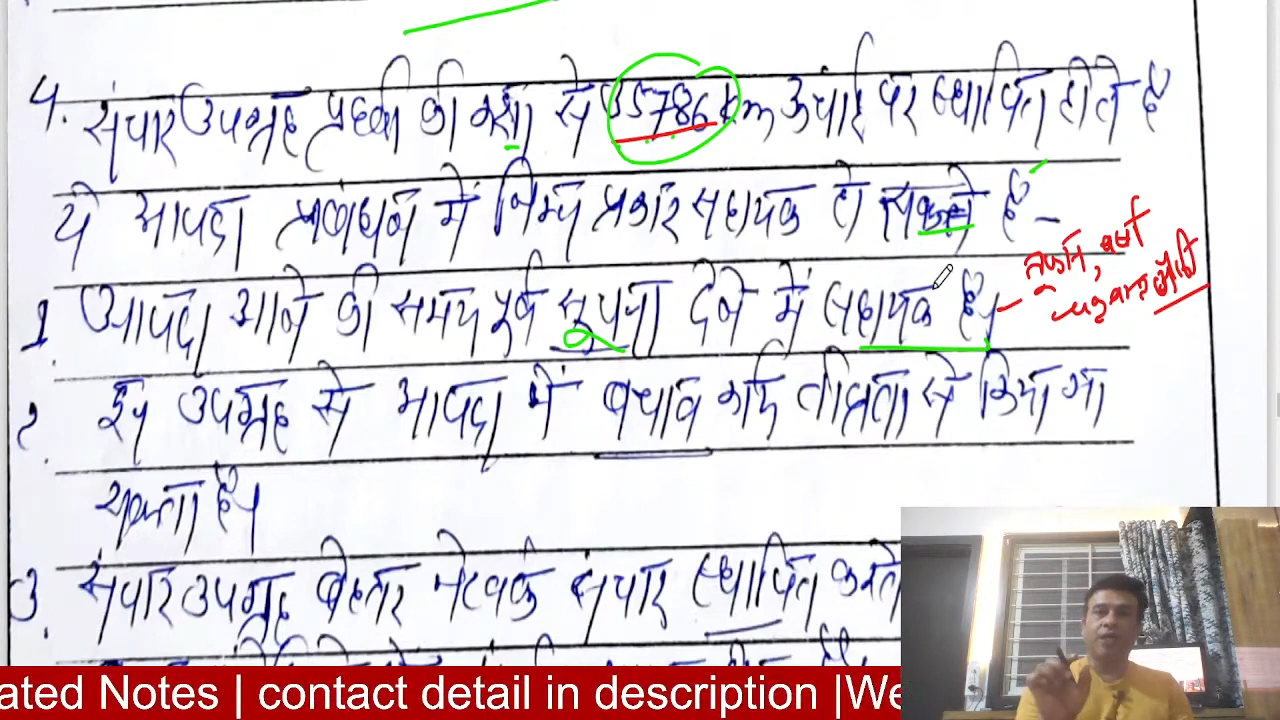 4. संचार उपग्रह पृथ्वी की कक्षा से 35786 km ऊंचाई पर स्थापित होते है
ये आपदा प्रबंधन में निम्न प्रकार सहायक हो सकते हैं -
1. आपदा आने की समय पूर्व सूचना देने में सहायक है। - तूफान, वर्षा
2. इस उपग्रह से आपदा में बचाव कार्य तीव्रता से किया जा
सकता है।
3. संचार उपग्रह बेहतर नेटवर्क संचार स्थापित करते
ated Notes | contact detail in description |We